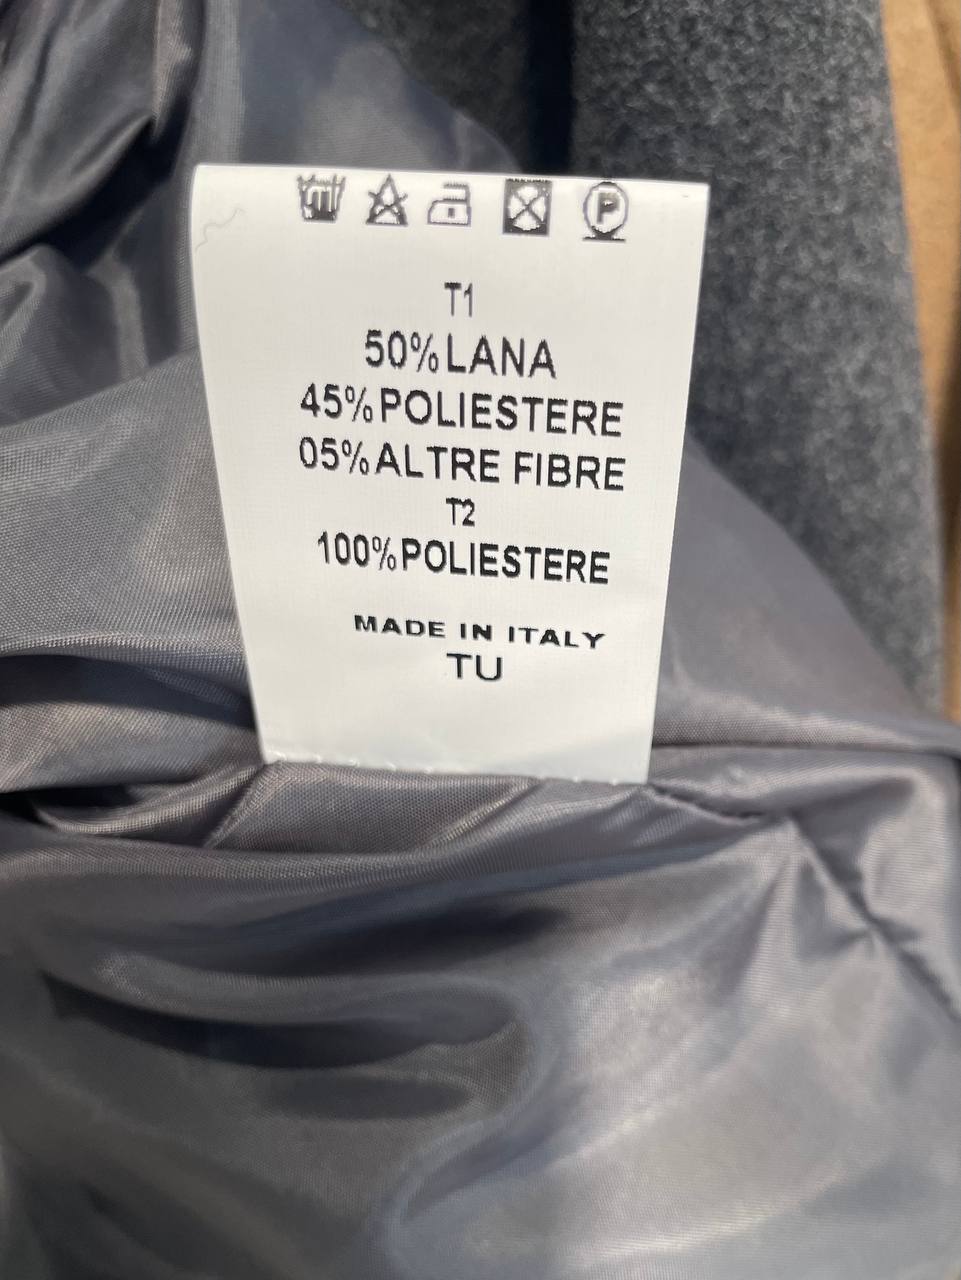 P
T1
50% LANA
45% POLIESTERE
05% ALTRE FIBRE
T2
100% POLIESTERE
MADE IN ITALY
TU